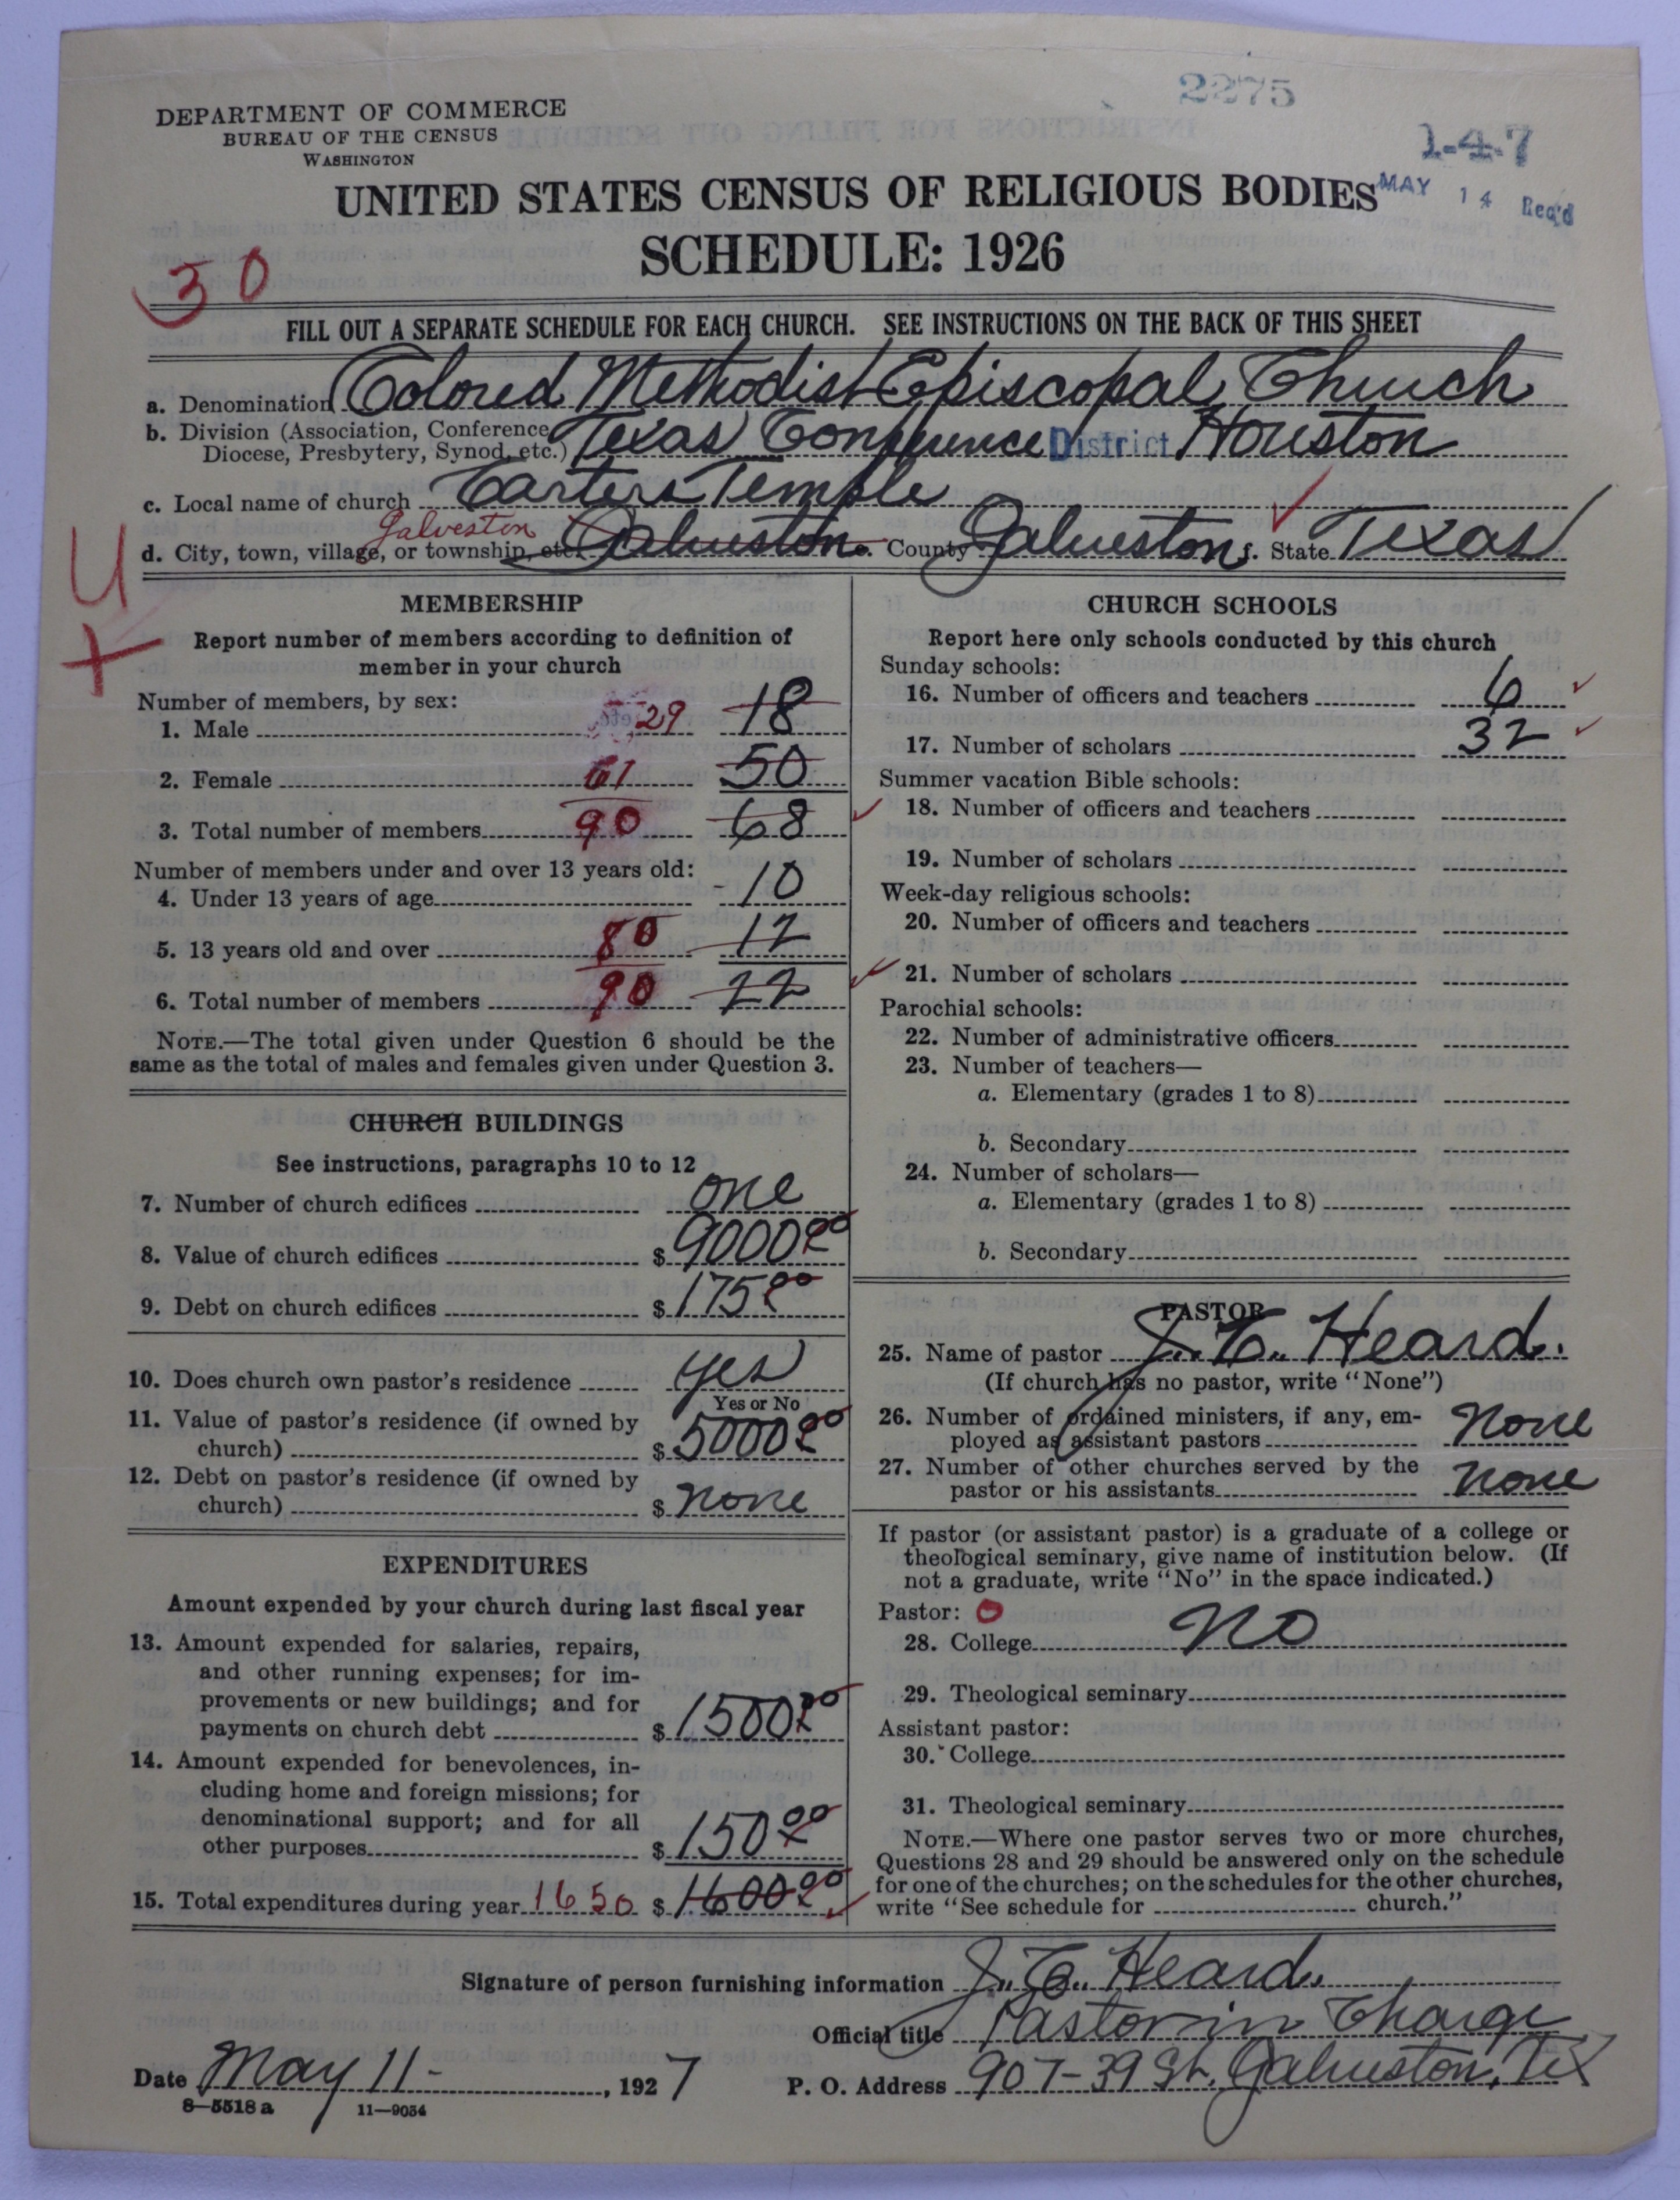 2275
DEPARTMENT OF COMMERCE
BUREAU OF THE CENSUS
WASHINGTON
1-4-7
MAY 14 Rec'd
UNITED STATES CENSUS OF RELIGIOUS BODIES
SCHEDULE: 1926
30
FILL OUT A SEPARATE SCHEDULE FOR EACH CHURCH. SEE INSTRUCTIONS ON THE BACK OF THIS SHEET
a. Denomination Colored Methodist Episcopal Church
b. Division (Association, Conference, Diocese, Presbytery, Synod, etc.) Texas Conference District Houston
c. Local name of church Carters Temple
Galveston
d. City, town, village, or township, etc. Galveston e. County Galveston f. State Texas
U
+
MEMBERSHIP
Report number of members according to definition of
member in your church
Number of members, by sex:
1. Male 29 18
2. Female 61 50
3. Total number of members 90 68
Number of members under and over 13 years old:
4. Under 13 years of age - 10
5. 13 years old and over 80 12
6. Total number of members 90 22
NOTE.—The total given under Question 6 should be the
same as the total of males and females given under Question 3.
CHURCH BUILDINGS
See instructions, paragraphs 10 to 12
7. Number of church edifices one
8. Value of church edifices $ 9000 00
9. Debt on church edifices $ 175 00
10. Does church own pastor's residence yes
Yes or No
11. Value of pastor's residence (if owned by
church) $ 5000 00
12. Debt on pastor's residence (if owned by
church) $ none
EXPENDITURES
Amount expended by your church during last fiscal year
13. Amount expended for salaries, repairs,
and other running expenses; for im-
provements or new buildings; and for
payments on church debt $ 1500 00
14. Amount expended for benevolences, in-
cluding home and foreign missions; for
denominational support; and for all
other purposes $ 150 00
15. Total expenditures during year 1650 $ 1600 00
CHURCH SCHOOLS
Report here only schools conducted by this church
Sunday schools:
16. Number of officers and teachers 6
17. Number of scholars 32
Summer vacation Bible schools:
18. Number of officers and teachers
19. Number of scholars
Week-day religious schools:
20. Number of officers and teachers
21. Number of scholars
Parochial schools:
22. Number of administrative officers
23. Number of teachers—
a. Elementary (grades 1 to 8)
b. Secondary
24. Number of scholars—
a. Elementary (grades 1 to 8)
b. Secondary
PASTOR
25. Name of pastor J. C. Heard.
(If church has no pastor, write "None")
26. Number of ordained ministers, if any, em-
ployed as assistant pastors none
27. Number of other churches served by the
pastor or his assistants none
If pastor (or assistant pastor) is a graduate of a college or
theological seminary, give name of institution below. (If
not a graduate, write "No" in the space indicated.)
Pastor: 0
28. College No
29. Theological seminary
Assistant pastor:
30. College
31. Theological seminary
NOTE.—Where one pastor serves two or more churches,
Questions 28 and 29 should be answered only on the schedule
for one of the churches; on the schedules for the other churches,
write "See schedule for church."
Signature of person furnishing information J. C. Heard.
Official title Pastor in Charge
Date May 11 - , 1927
P. O. Address 907-39 St. Galveston, Tex
8—5518 a 11—9034